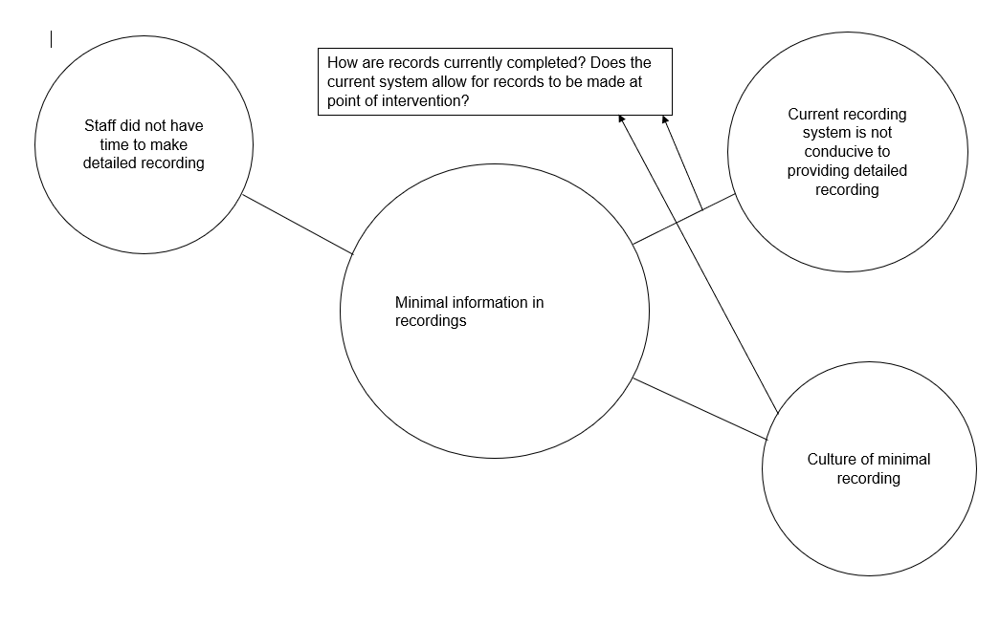 How are records currently completed? Does the
current system allow for records to be made at
point of intervention?
Staff did not have
time to make
detailed recording
Current recording
system is not
conducive to
providing detailed
recording
Minimal information in
recordings
Culture of minimal
recording